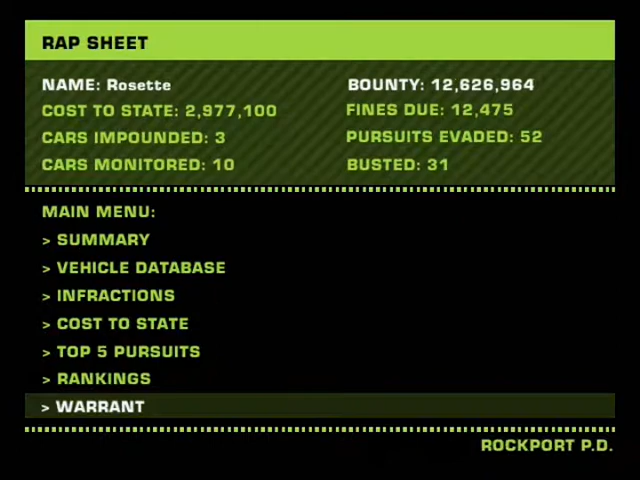 RAP SHEET
NAME: Rosette BOUNTY: 12,626,964
COST TO STATE: 2,977,100 FINES DUE: 12,475
CARS IMPOUNDED: 3 PURSUITS EVADED: 52
CARS MONITORED: 10 BUSTED: 31
MAIN MENU:
> SUMMARY
> VEHICLE DATABASE
> INFRACTIONS
> COST TO STATE
> TOP 5 PURSUITS
> RANKINGS
> WARRANT
ROCKPORT P.D.